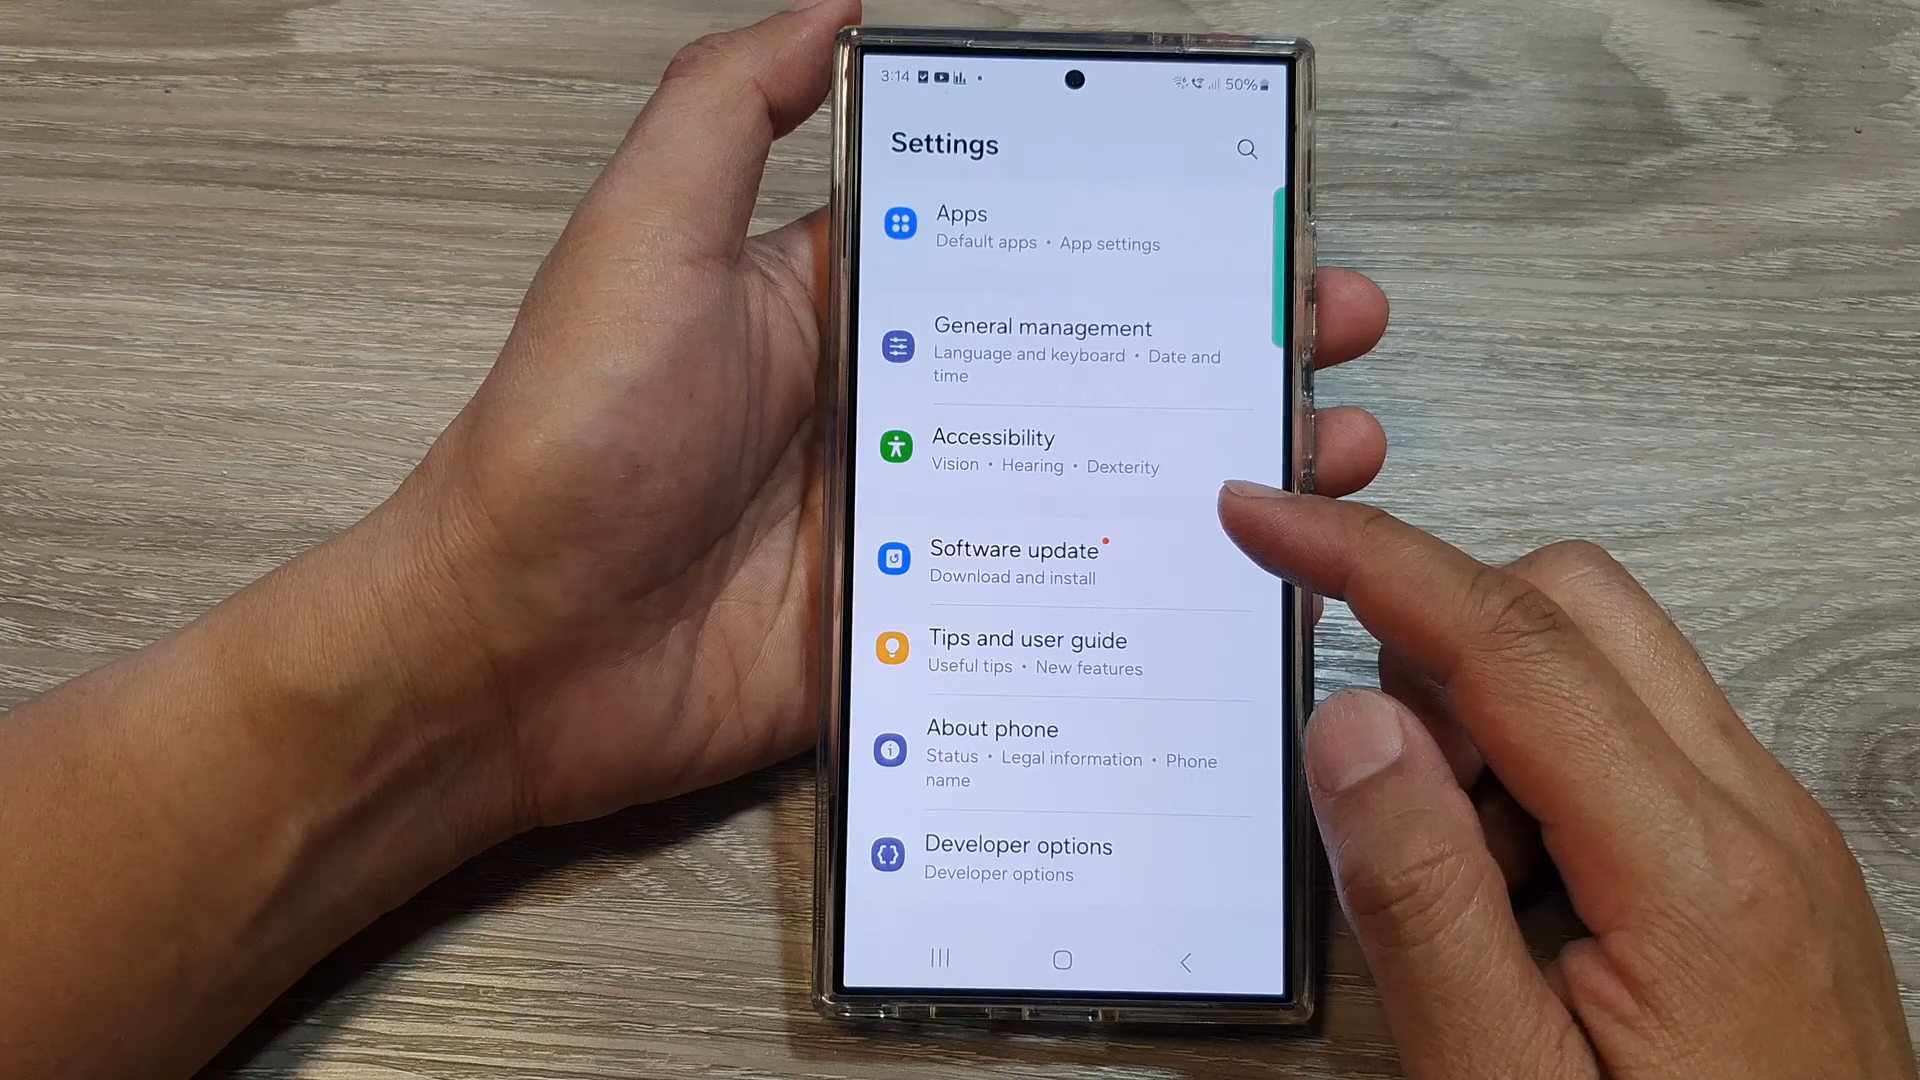 3:14
50%
Settings
Apps
Default apps • App settings
General management
Language and keyboard • Date and
time
Accessibility
Vision • Hearing • Dexterity
Software update
Download and install
Tips and user guide
Useful tips • New features
About phone
Status • Legal information • Phone
name
Developer options
Developer options